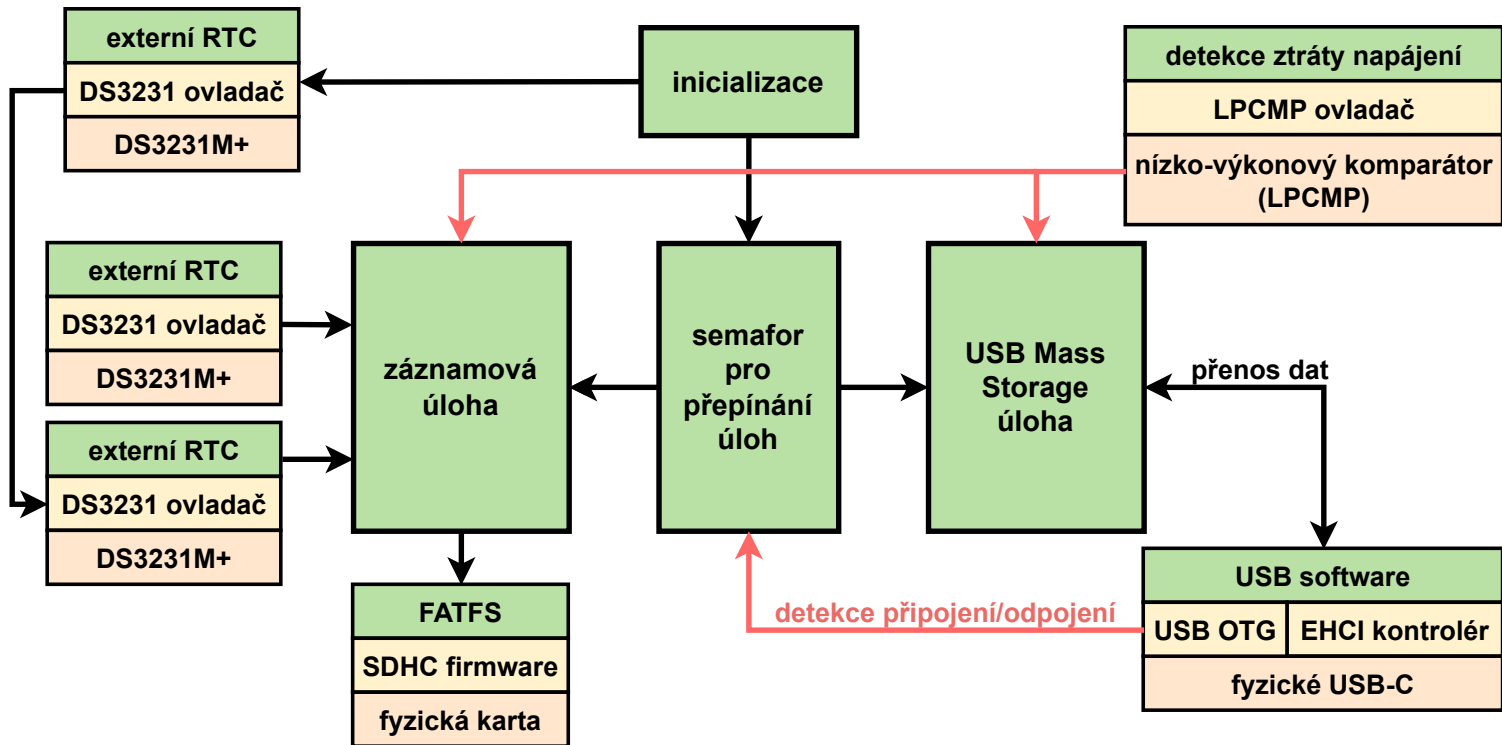 externí RTC
DS3231 ovladač
DS3231M+
inicializace
detekce ztráty napájení
LPCMP ovladač
nízko-výkonový komparátor
(LPCMP)
externí RTC
DS3231 ovladač
DS3231M+
externí RTC
DS3231 ovladač
DS3231M+
záznamová
úloha
semafor
pro
přepínání
úloh
USB Mass
Storage
úloha
přenos dat
FATFS
SDHC firmware
fyzická karta
detekce připojení/odpojení
USB software
USB OTG
EHCI kontrolér
fyzické USB-C